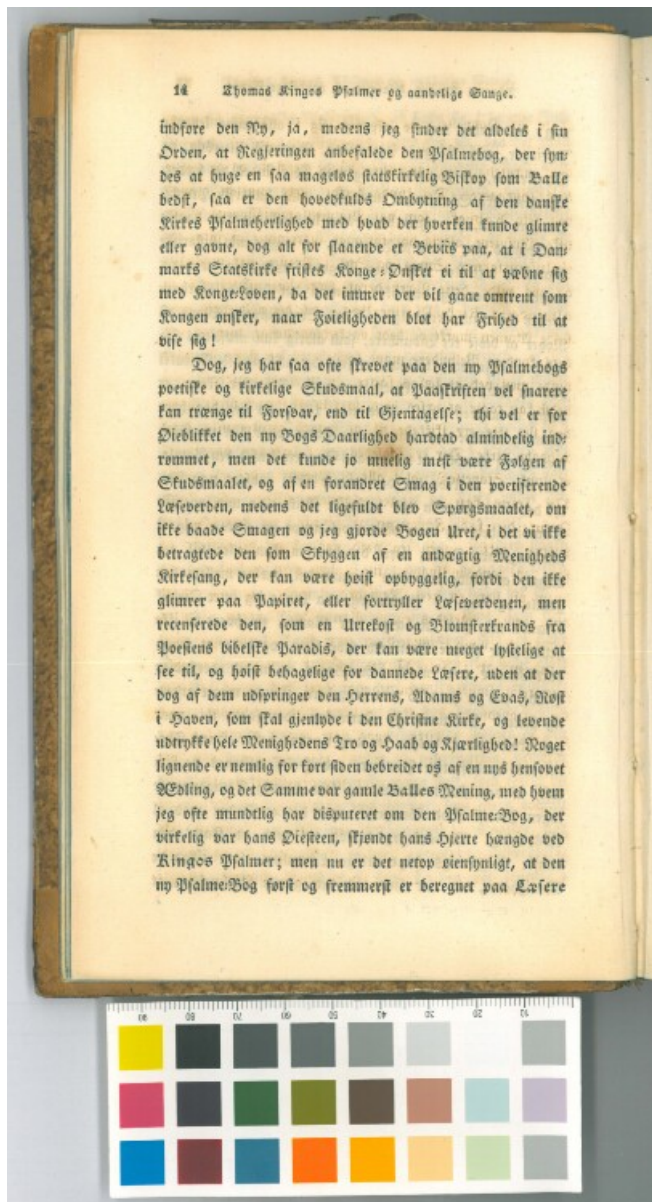 14 Thomas Kingos Psalmer og aandelige Sange.
indføre den Ny, ja, medens jeg finder det aldeles i sin
Orden, at Regjeringen anbefalede den Psalmebog, der syn-
des at huge en saa mageløs statskirkelig Biskop som Balle
bedst, saa er den hovedkulds Ombytning af den danske
Kirkes Psalmeherlighed med hvad der hverken kunde glimre
eller gavne, dog alt for slaaende et Beviis paa, at i Dan-
marks Statskirke fristes Konge-Ønsket ei til at væbne sig
med Konge-Loven, da det immer der vil gaae omtrent som
Kongen ønsker, naar Føieligheden blot har Frihed til at
vise sig!
Dog, jeg har saa ofte skrevet paa den ny Psalmebogs
poetiske og kirkelige Skudsmaal, at Paaskriften vel snarere
kan trænge til Forsvar, end til Gjentagelse; thi vel er for
Øieblikket den ny Bogs Daarlighed hardtad almindelig ind-
rømmet, men det kunde jo muelig mest være Følgen af
Skudsmaalet, og af en forandret Smag i den poetiserende
Læseverden, medens det ligefuldt blev Spørgsmaalet, om
ikke baade Smagen og jeg gjorde Bogen Uret, i det vi ikke
betragtede den som Skyggen af en andægtig Menigheds
Kirkesang, der kan være høist opbyggelig, fordi den ikke
glimrer paa Papiret, eller fortryller Læseverdenen, men
recenserede den, som en Urtekost og Blomsterkrands fra
Poesiens bibelske Paradis, der kan være meget lystelige at
see til, og høist behagelige for dannede Læsere, uden at der
dog af dem udspringer den Herrens, Adams og Evas, Røst
i Haven, som skal gjenlyde i den Christne Kirke, og levende
udtrykke hele Menighedens Tro og Haab og Kjærlighed! Noget
lignende er nemlig for kort siden bebreidet os af en nys hensovet
Ædling, og det Samme var gamle Balles Mening, med hvem
jeg ofte mundtlig har disputeret om den Psalme-Bog, der
virkelig var hans Øiesteen, skjøndt hans Hjerte hængde ved
Kingos Psalmer; men nu er det netop øiensynligt, at den
ny Psalme-Bog først og fremmerst er beregnet paa Læsere
90 80 70 60 50 40 30 20 10